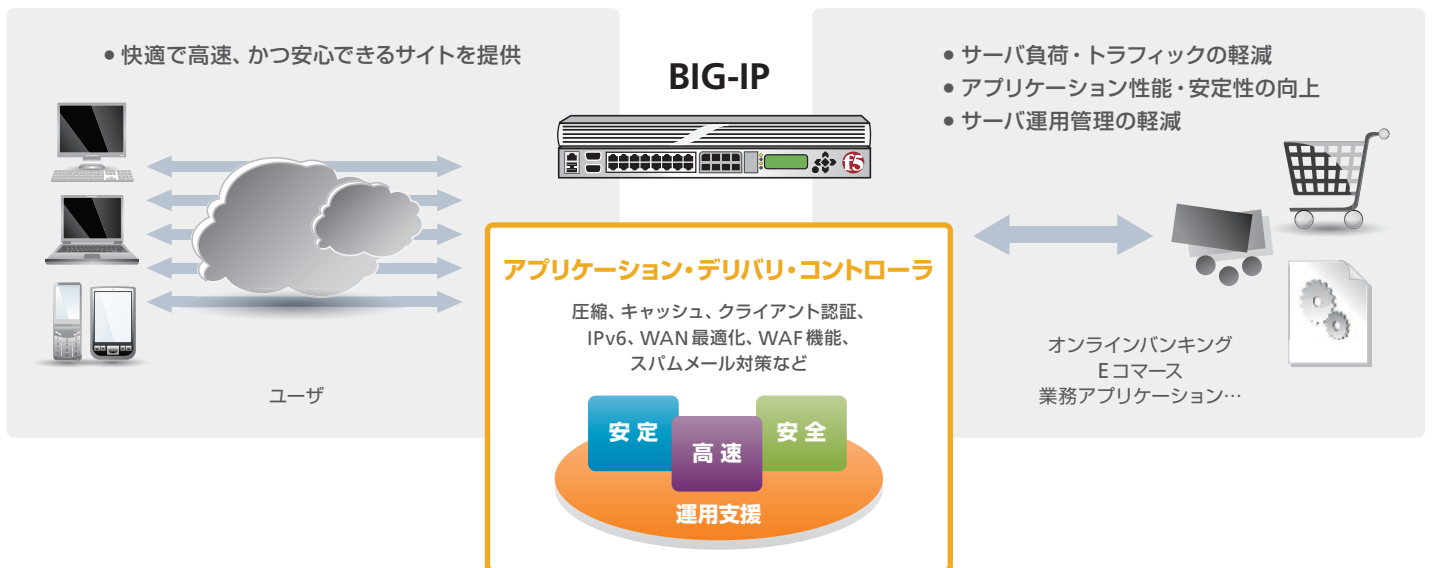 • 快適で高速、かつ安心できるサイトを提供
ユーザ
BIG-IP
f5
アプリケーション・デリバリ・コントローラ
圧縮、キャッシュ、クライアント認証、
IPv6、WAN最適化、WAF機能、
スパムメール対策など
安定
高速
安全
運用支援
• サーバ負荷・トラフィックの軽減
• アプリケーション性能・安定性の向上
• サーバ運用管理の軽減
オンラインバンキング
Eコマース
業務アプリケーション…